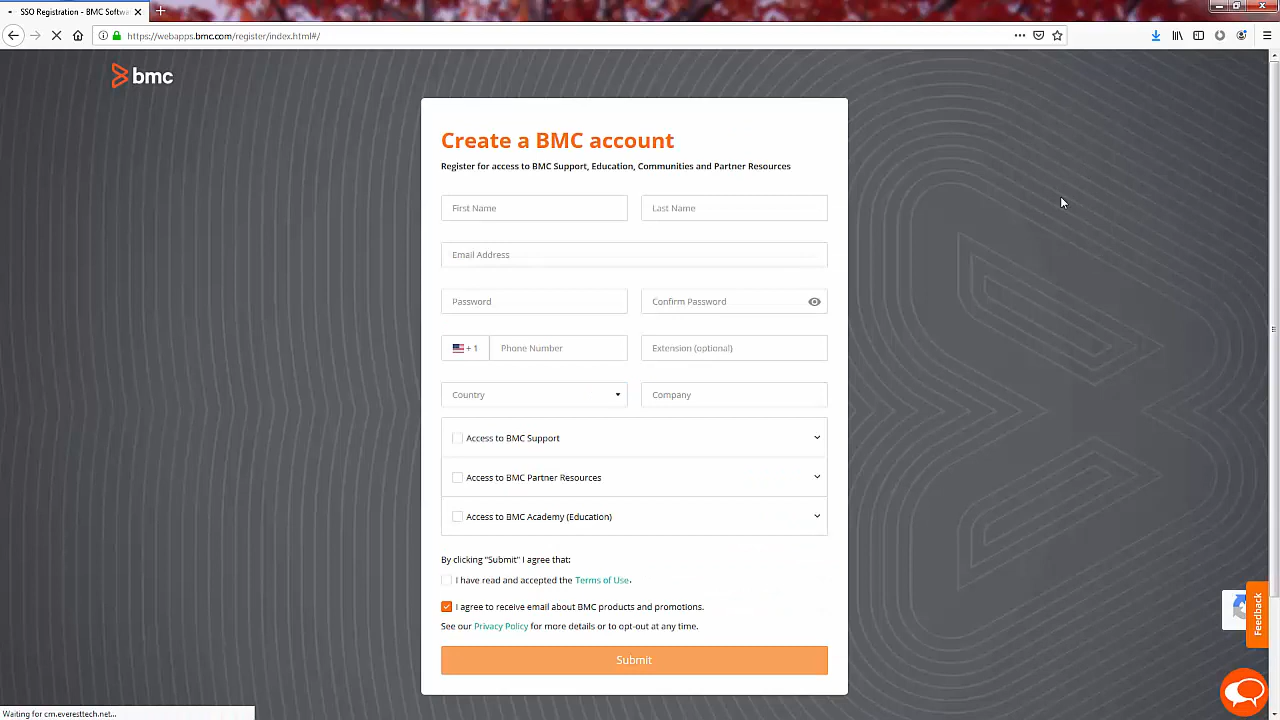 SSO Registration - BMC Softwa
https://webapps.bmc.com/register/index.html#/
bmc
Create a BMC account
Register for access to BMC Support, Education, Communities and Partner Resources
First Name
Last Name
Email Address
Password
Confirm Password
+ 1
Phone Number
Extension (optional)
Country
Company
Access to BMC Support
Access to BMC Partner Resources
Access to BMC Academy (Education)
By clicking "Submit" I agree that:
I have read and accepted the Terms of Use.
I agree to receive email about BMC products and promotions.
See our Privacy Policy for more details or to opt-out at any time.
Submit
Feedback
Waiting for cm.everesttech.net...